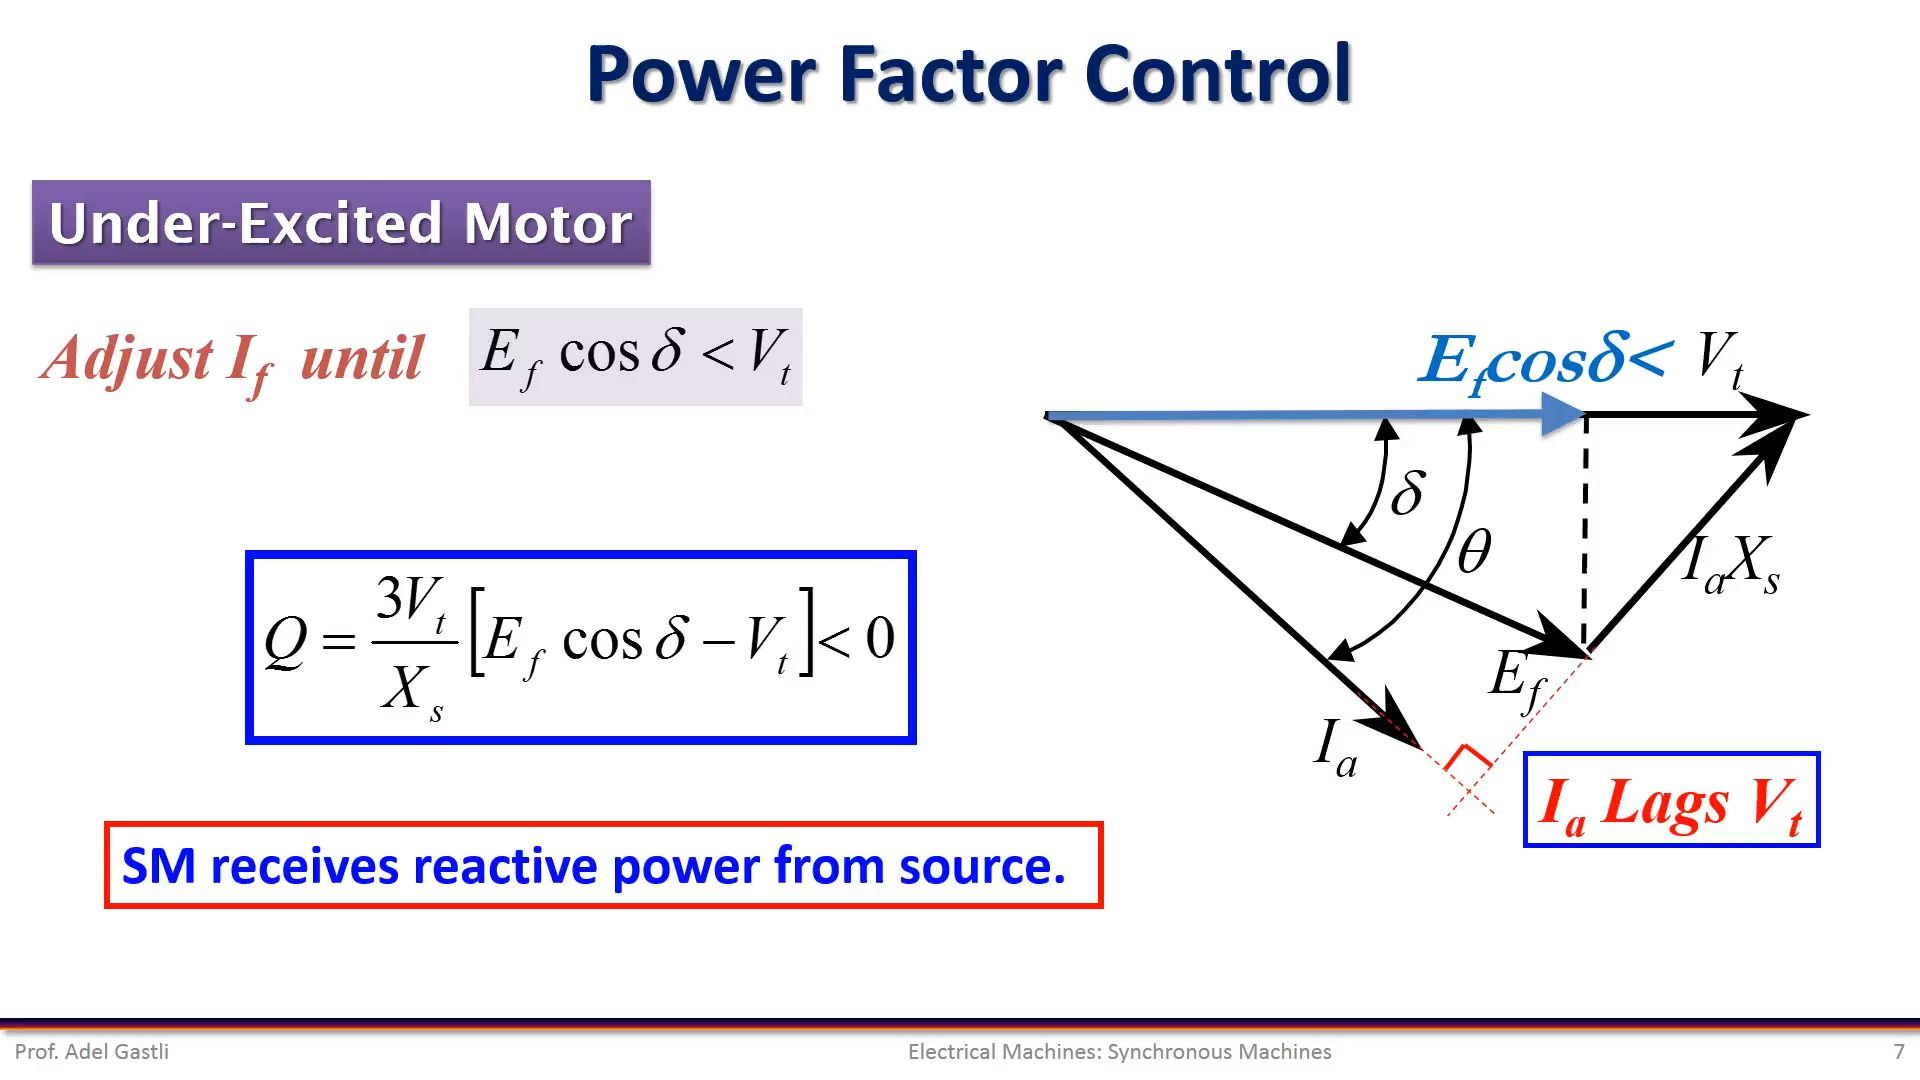 Power Factor Control
Under-Excited Motor
Adjust I_f until E_f cos δ < V_t
E_f cosδ< V_t
δ
θ
I_a X_s
Q = 3V_t / X_s [E_f cos δ − V_t] < 0
E_f
I_a
I_a Lags V_t
SM receives reactive power from source.
Prof. Adel Gastli Electrical Machines: Synchronous Machines 7